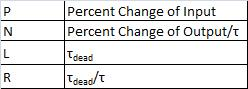 P Percent Change of Input
N Percent Change of Output/τ
L τdead
R τdead/τ